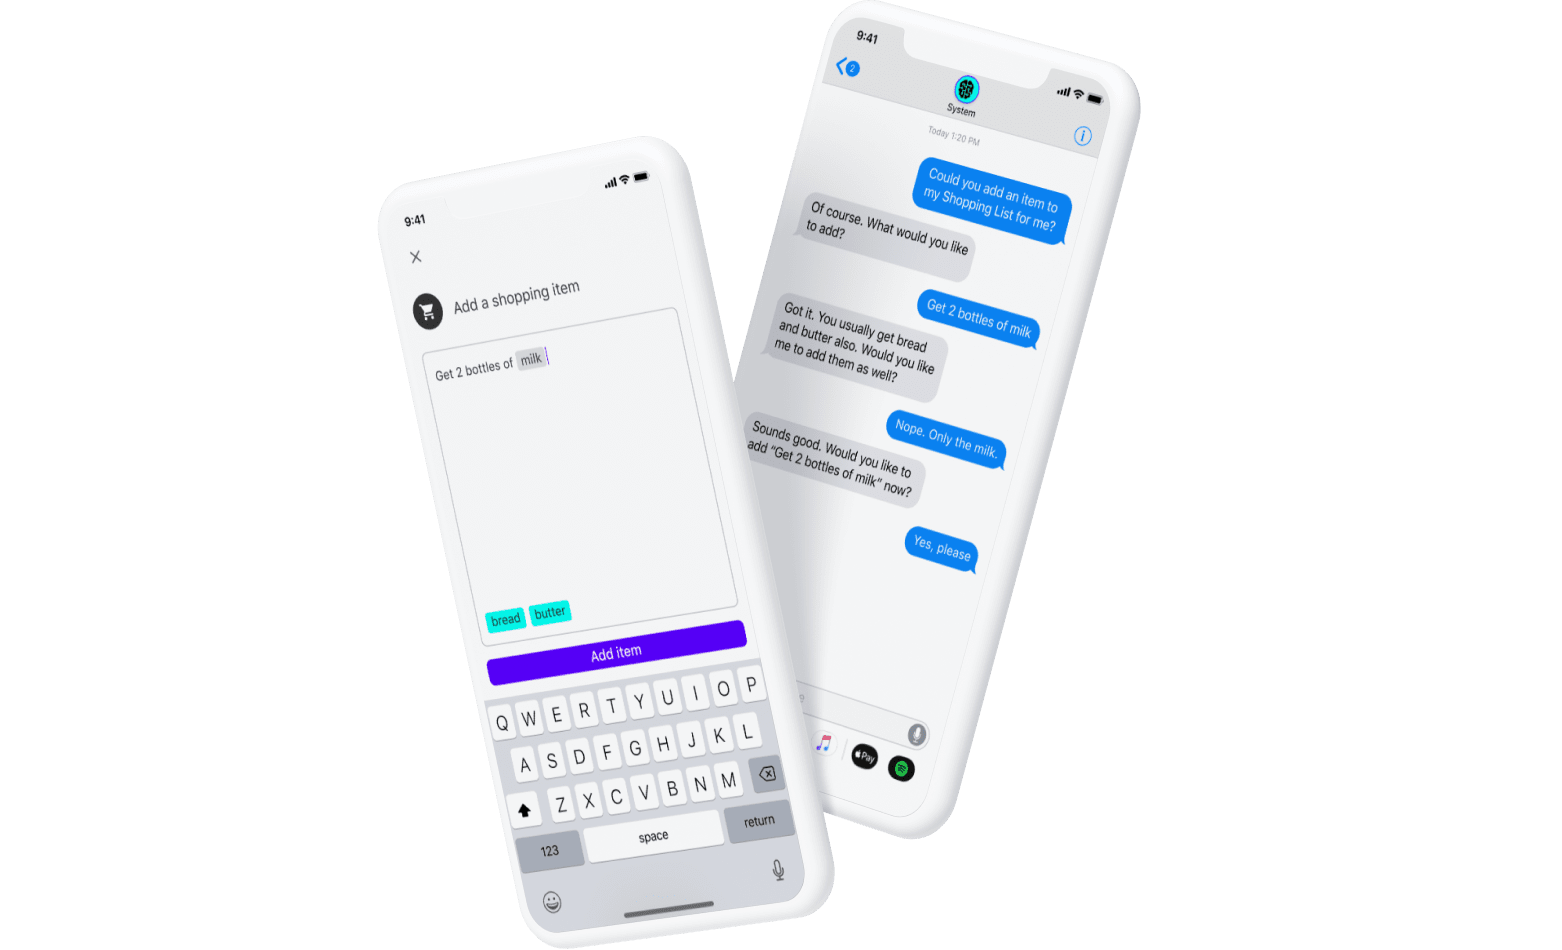 9:41
Add a shopping item
Get 2 bottles of milk
bread butter
Add item
Q W E R T Y U I O P
A S D F G H J K L
Z X C V B N M
123 space return
9:41
2
System
i
Today 1:20 PM
Could you add an item to
my Shopping List for me?
Of course. What would you like
to add?
Get 2 bottles of milk
Got it. You usually get bread
and butter also. Would you like
me to add them as well?
Nope. Only the milk.
Sounds good. Would you like to
add “Get 2 bottles of milk” now?
Yes, please
Pay